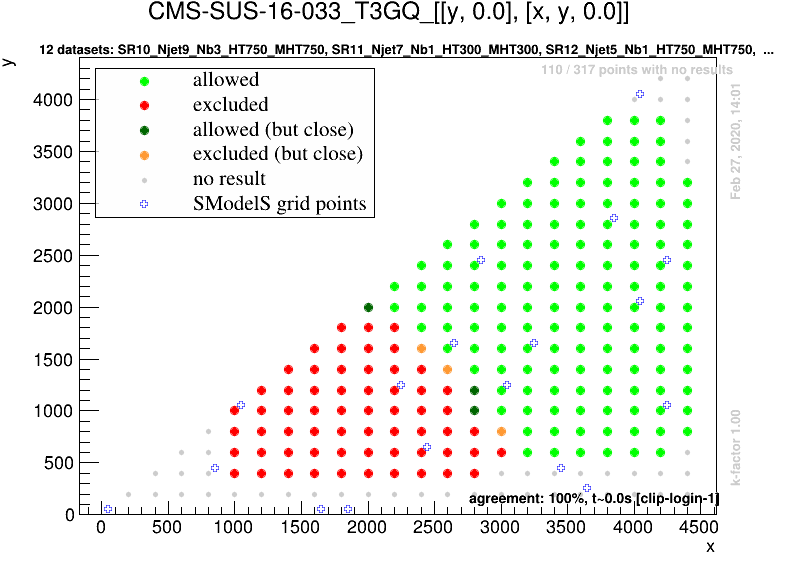 CMS-SUS-16-033_T3GQ_[[y, 0.0], [x, y, 0.0]]
12 datasets: SR10_Njet9_Nb3_HT750_MHT750, SR11_Njet7_Nb1_HT300_MHT300, SR12_Njet5_Nb1_HT750_MHT750, ...
y
110 / 317 points with no results
allowed
excluded
allowed (but close)
excluded (but close)
no result
SModelS grid points
Feb 27, 2020, 14:01
k-factor 1.00
4000
3500
3000
2500
2000
1500
1000
500
0
agreement: 100%, t~0.0s [clip-login-1]
0 500 1000 1500 2000 2500 3000 3500 4000 4500
x